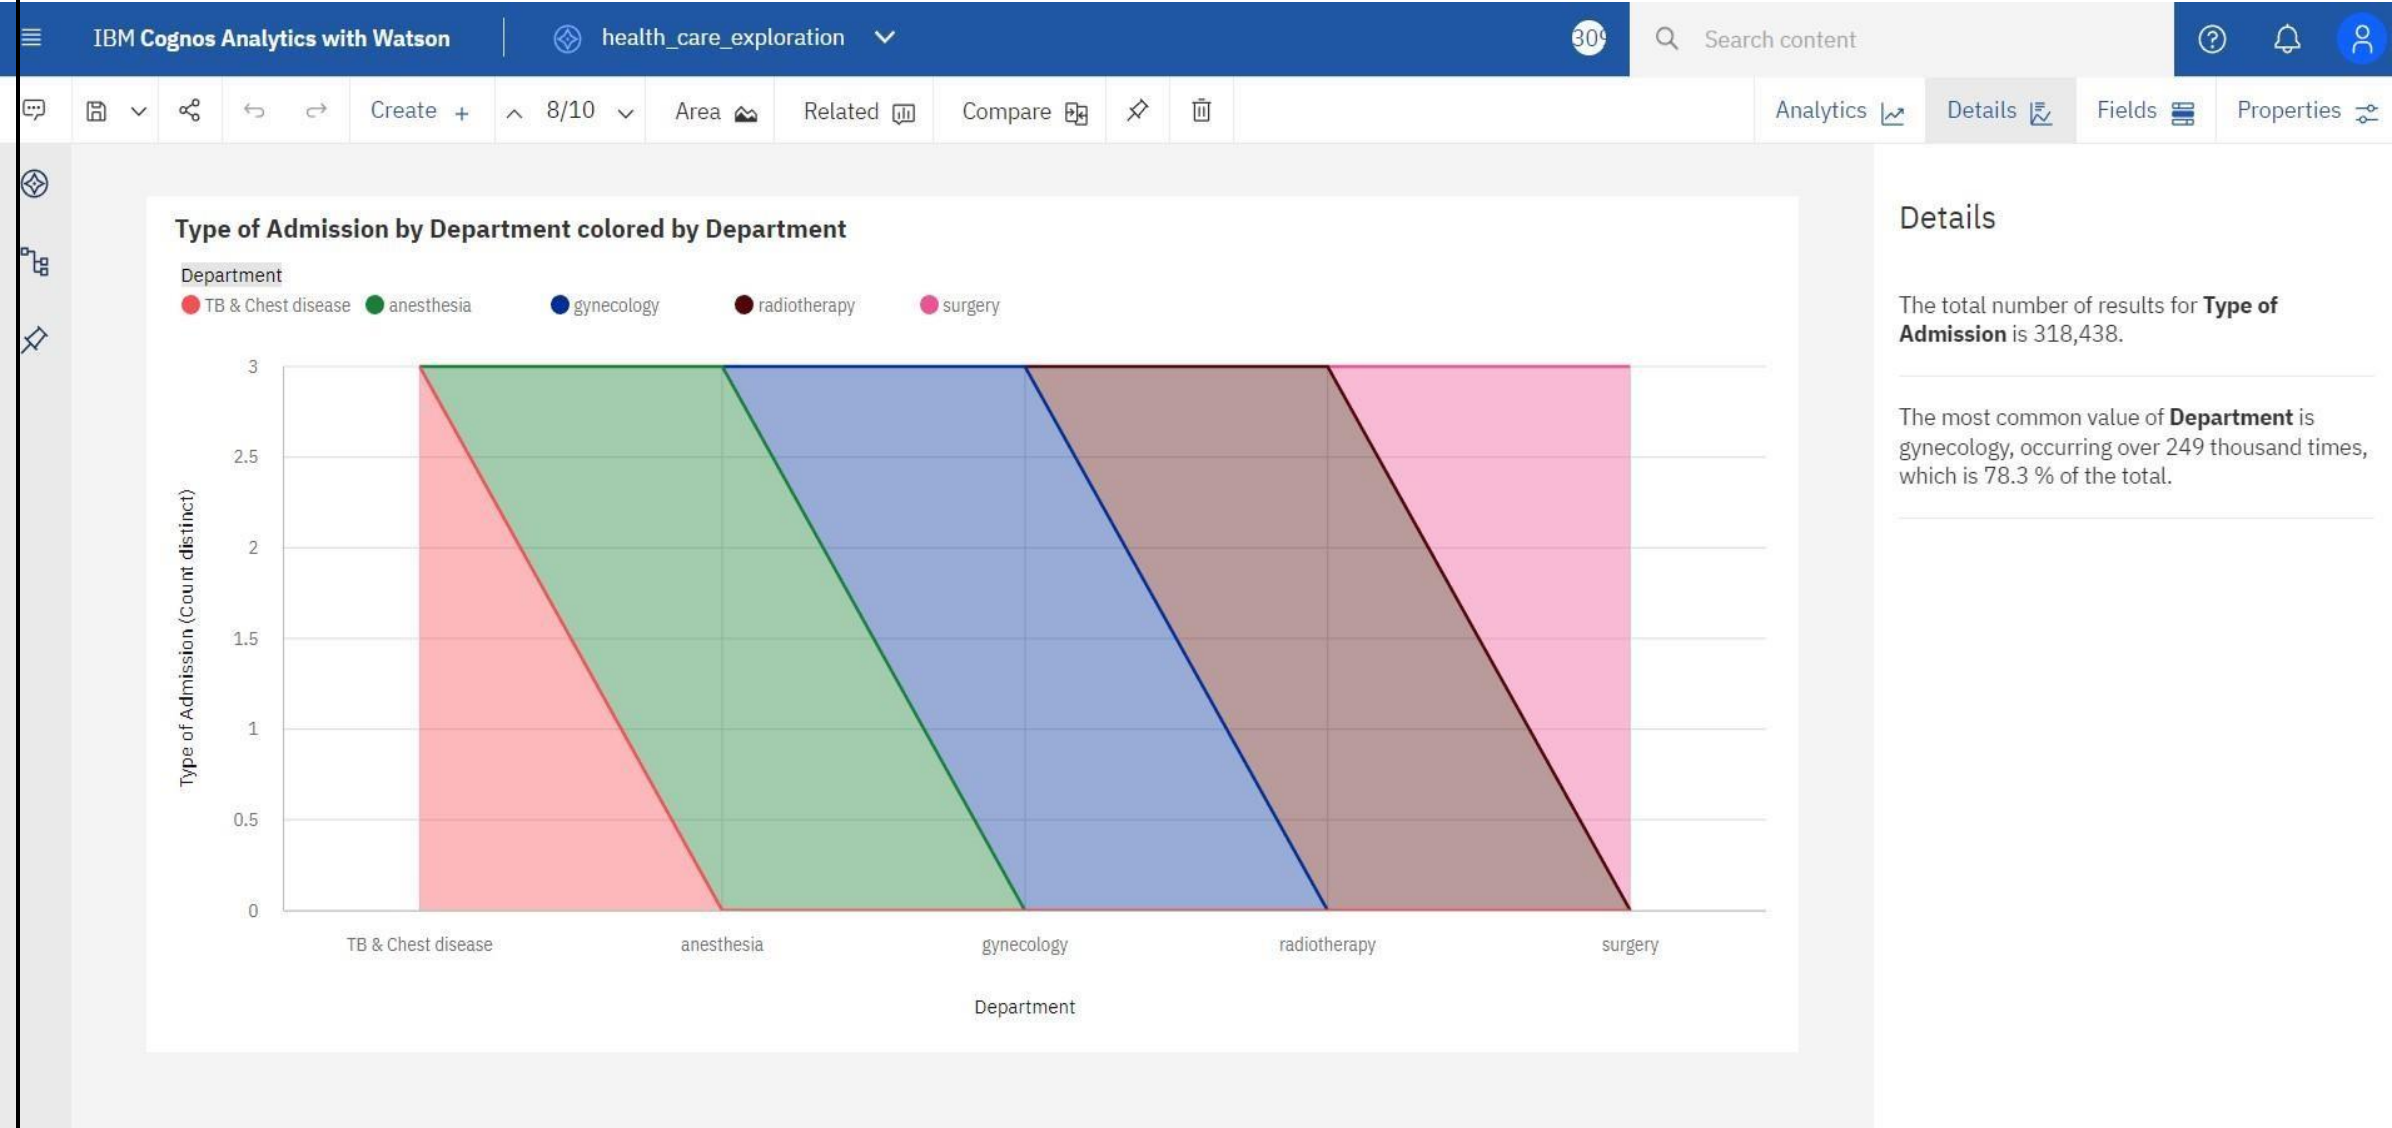 IBM Cognos Analytics with Watson
health_care_exploration
30
Search content
Create +
8/10
Area
Related
Compare
Analytics
Details
Fields
Properties
Type of Admission by Department colored by Department
Department
TB & Chest disease
anesthesia
gynecology
radiotherapy
surgery
Type of Admission (Count distinct)
3
2.5
2
1.5
1
0.5
0
TB & Chest disease
anesthesia
gynecology
radiotherapy
surgery
Department
Details
The total number of results for Type of
Admission is 318,438.
The most common value of Department is
gynecology, occurring over 249 thousand times,
which is 78.3 % of the total.